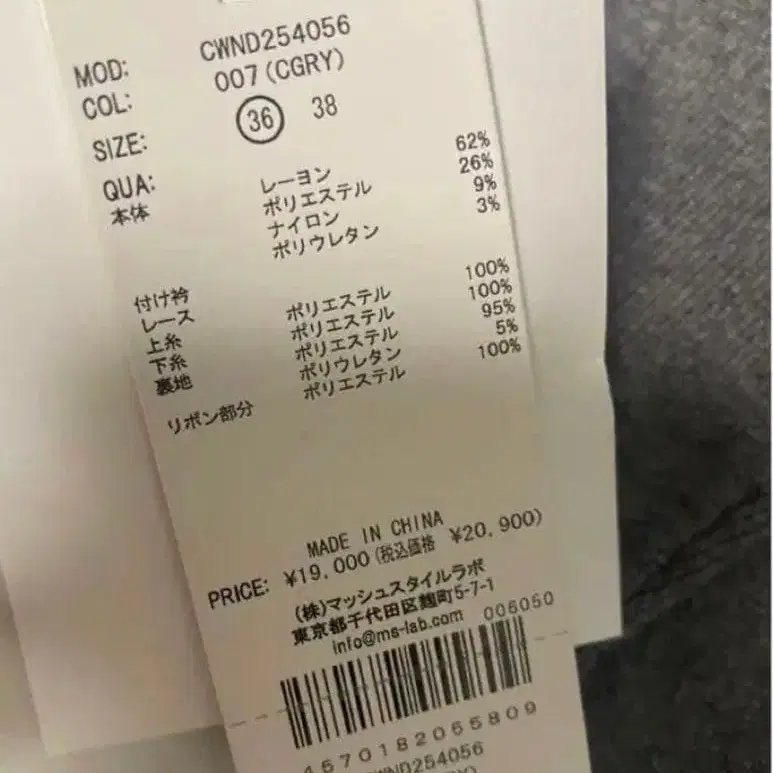 MOD: CWND254056
COL: 007(CGRY)
SIZE: 36 38
QUA:
本体 レーヨン 62%
ポリエステル 26%
ナイロン 9%
ポリウレタン 3%
付け衿
レース ポリエステル 100%
上糸 ポリエステル 100%
下糸 ポリエステル 95%
裏地 ポリウレタン 5%
ポリエステル 100%
リボン部分
MADE IN CHINA
PRICE: ¥19,000(税込価格 ¥20,900)
(株)マッシュスタイルラボ
東京都千代田区麹町5-7-1
info@ms-lab.com 006050
4570182065809
CWND254056